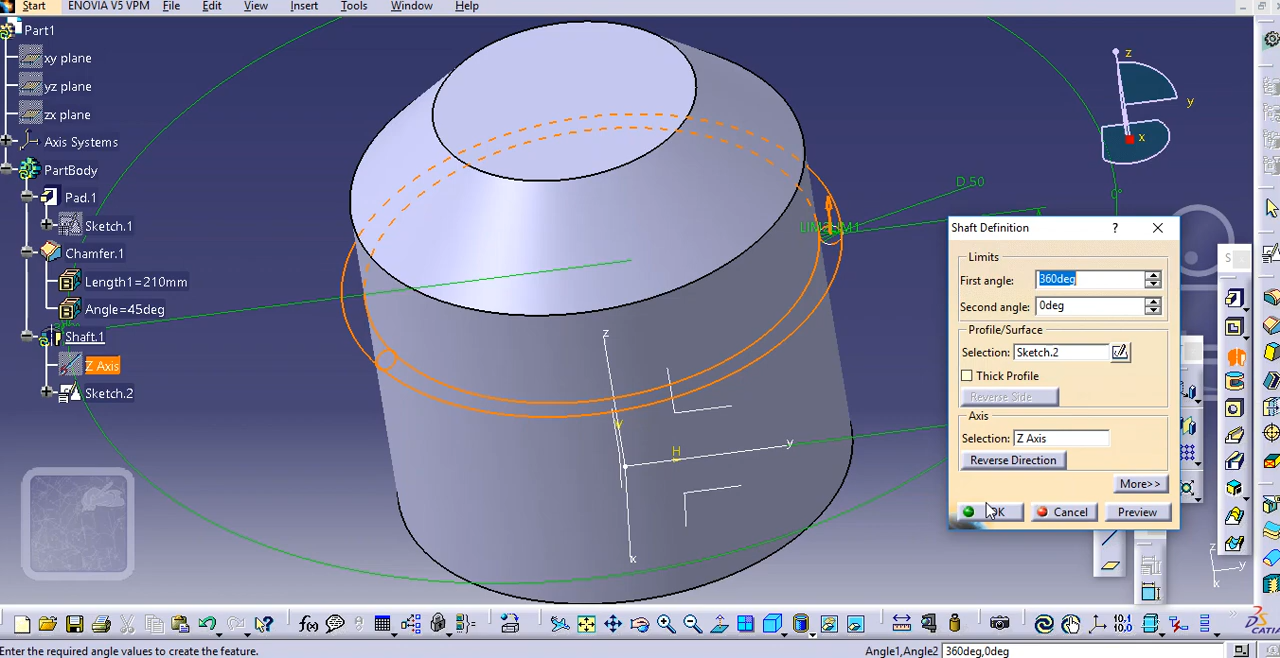 Start ENOVIA V5 VPM File Edit View Insert Tools Window Help
Part1
xy plane
yz plane
zx plane
Axis Systems
PartBody
Pad.1
Sketch.1
Chamfer.1
Length1=210mm
Angle=45deg
Shaft.1
Z Axis
Sketch.2
D 50
0°
z
y
x
z
y
x
H
Shaft Definition ?
Limits
First angle: 360deg
Second angle: 0deg
Profile/Surface
Selection: Sketch.2
Thick Profile
Reverse Side
Axis
Selection: Z Axis
Reverse Direction
More>>
OK Cancel Preview
z
y
x
f(x)
CATIA
Enter the required angle values to create the feature.
Angle1,Angle2 360deg,0deg